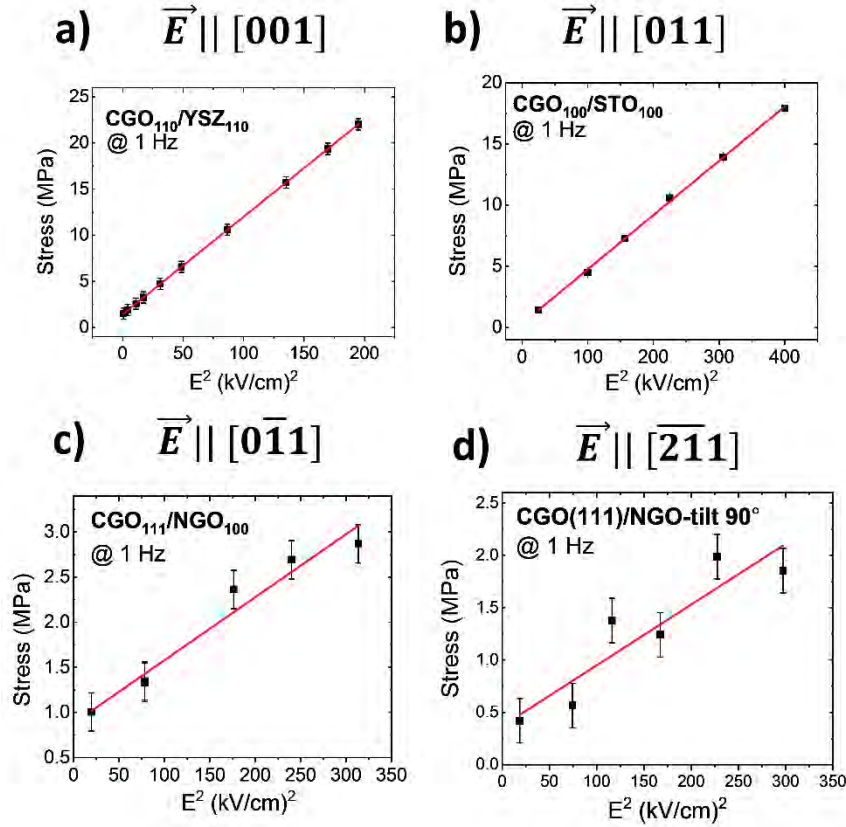 a) E⃗ || [001]
CGO₁₁₀/YSZ₁₁₀
@ 1 Hz
Stress (MPa)
25
20
15
10
5
0
0 50 100 150 200
E² (kV/cm)²
b) E⃗ || [011]
CGO₁₀₀/STO₁₀₀
@ 1 Hz
Stress (MPa)
20
15
10
5
0
0 100 200 300 400
E² (kV/cm)²
c) E⃗ || [01̅1]
CGO₁₁₁/NGO₁₀₀
@ 1 Hz
Stress (MPa)
3.0
2.5
2.0
1.5
1.0
0.5
0 50 100 150 200 250 300 350
E² (kV/cm)²
d) E⃗ || [2̅1̅1]
CGO(111)/NGO-tilt 90°
@ 1 Hz
Stress (MPa)
2.5
2.0
1.5
1.0
0.5
0.0
0 50 100 150 200 250 300 350
E² (kV/cm)²